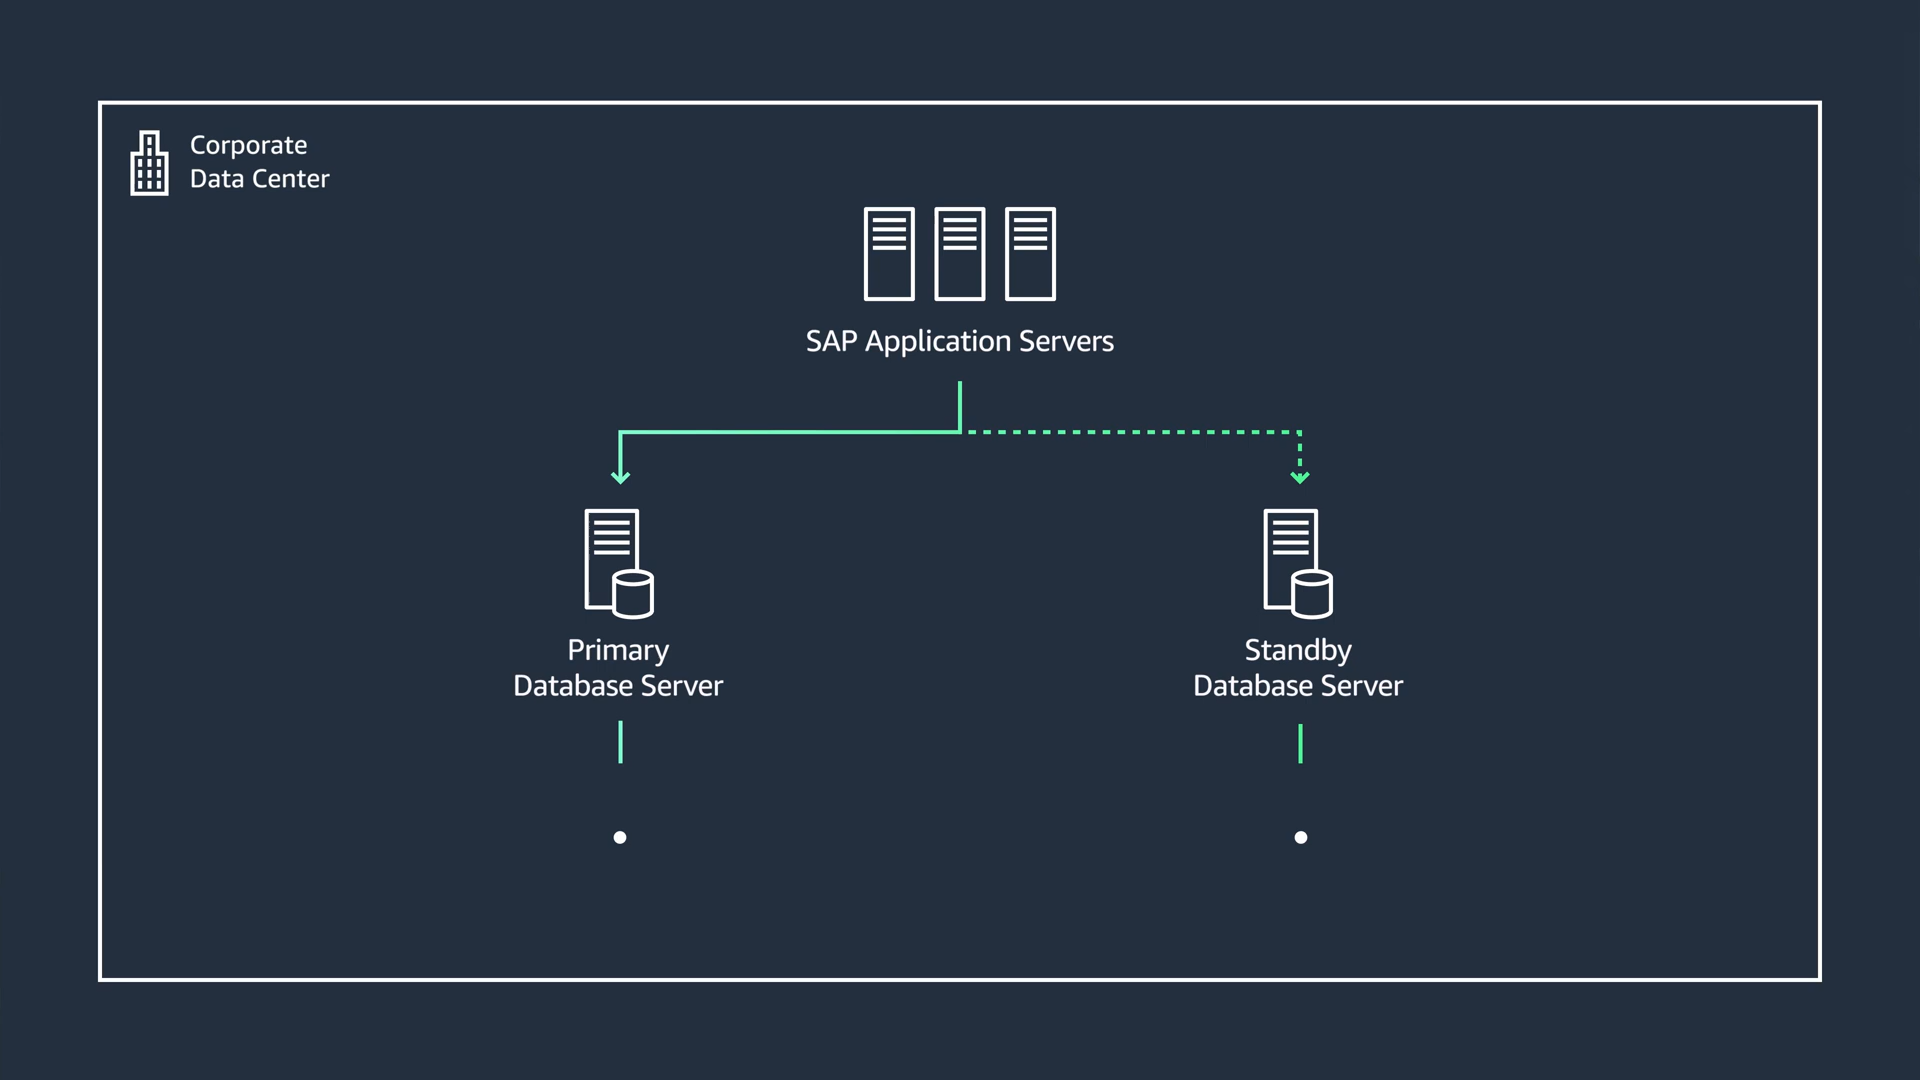 Corporate
Data Center
SAP Application Servers
Primary
Database Server
Standby
Database Server